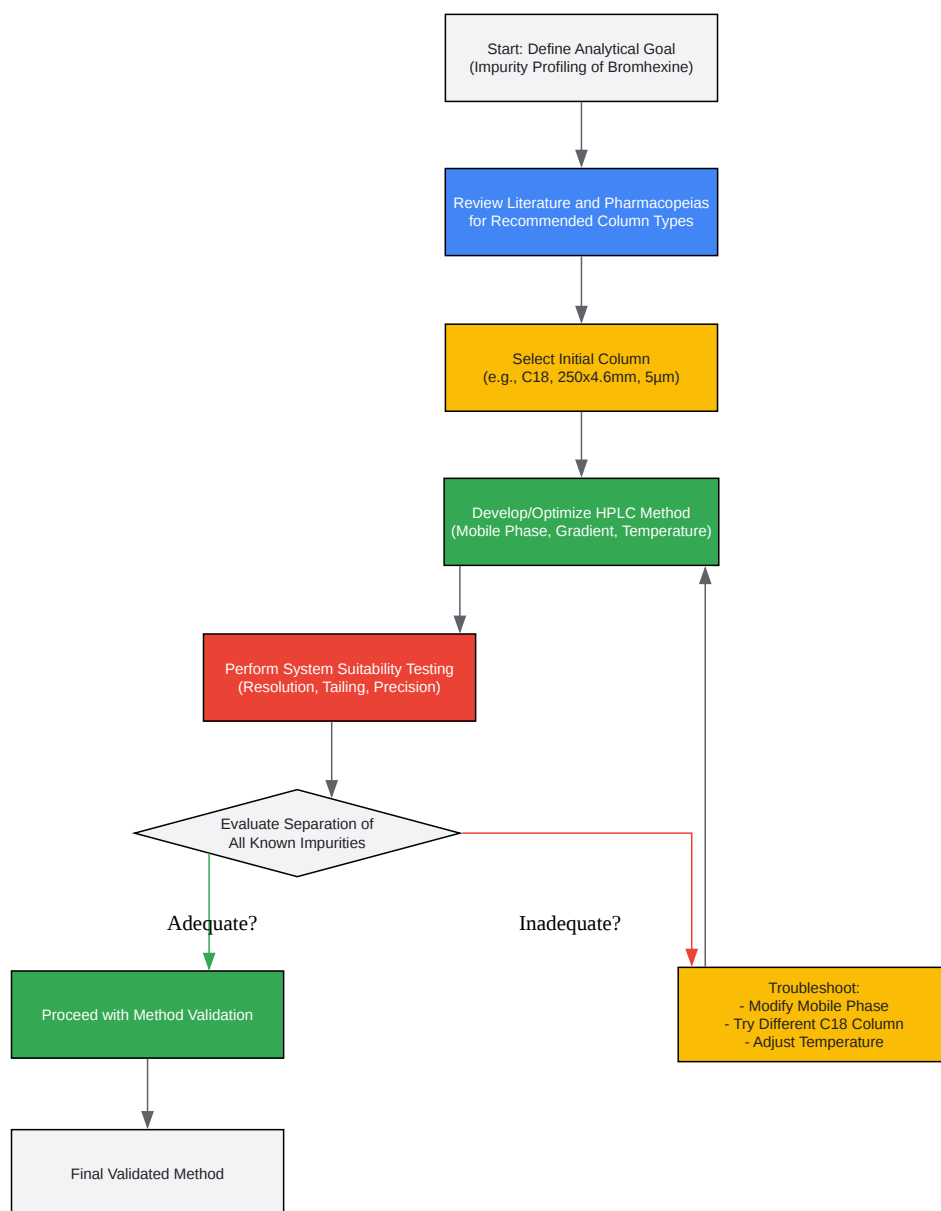 Start: Define Analytical Goal
(Impurity Profiling of Bromhexine)
Review Literature and Pharmacopeias
for Recommended Column Types
Select Initial Column
(e.g., C18, 250x4.6mm, 5µm)
Develop/Optimize HPLC Method
(Mobile Phase, Gradient, Temperature)
Perform System Suitability Testing
(Resolution, Tailing, Precision)
Evaluate Separation of
All Known Impurities
Adequate?
Inadequate?
Proceed with Method Validation
Troubleshoot:
- Modify Mobile Phase
- Try Different C18 Column
- Adjust Temperature
Final Validated Method